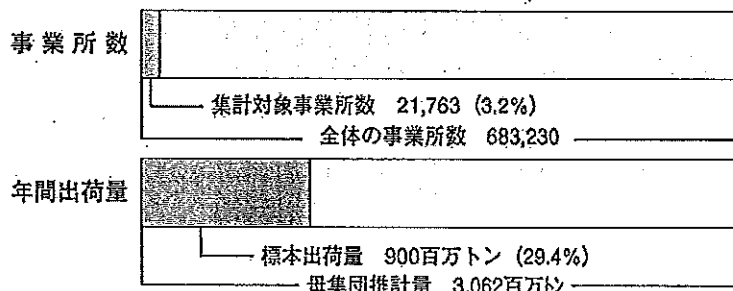 事業所数
集計対象事業所数 21,763 (3.2%)
全体の事業所数 683,230
年間出荷量
標本出荷量 900百万トン (29.4%)
母集団推計量 3,062百万トン